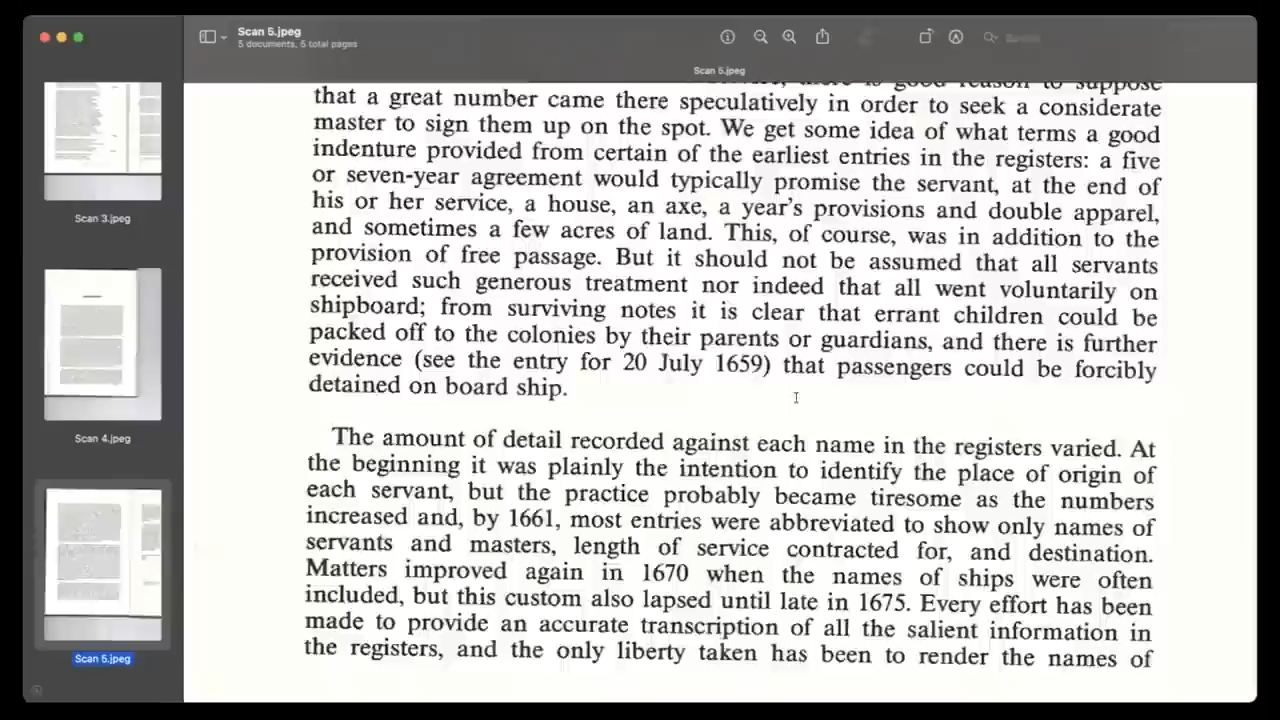 Scan 5.jpeg
5 documents, 5 total pages
Scan 5.jpeg
Scan 3.jpeg
Scan 4.jpeg
Scan 5.jpeg
there is good reason to suppose
that a great number came there speculatively in order to seek a considerate
master to sign them up on the spot. We get some idea of what terms a good
indenture provided from certain of the earliest entries in the registers: a five
or seven-year agreement would typically promise the servant, at the end of
his or her service, a house, an axe, a year's provisions and double apparel,
and sometimes a few acres of land. This, of course, was in addition to the
provision of free passage. But it should not be assumed that all servants
received such generous treatment nor indeed that all went voluntarily on
shipboard; from surviving notes it is clear that errant children could be
packed off to the colonies by their parents or guardians, and there is further
evidence (see the entry for 20 July 1659) that passengers could be forcibly
detained on board ship.
The amount of detail recorded against each name in the registers varied. At
the beginning it was plainly the intention to identify the place of origin of
each servant, but the practice probably became tiresome as the numbers
increased and, by 1661, most entries were abbreviated to show only names of
servants and masters, length of service contracted for, and destination.
Matters improved again in 1670 when the names of ships were often
included, but this custom also lapsed until late in 1675. Every effort has been
made to provide an accurate transcription of all the salient information in
the registers, and the only liberty taken has been to render the names of